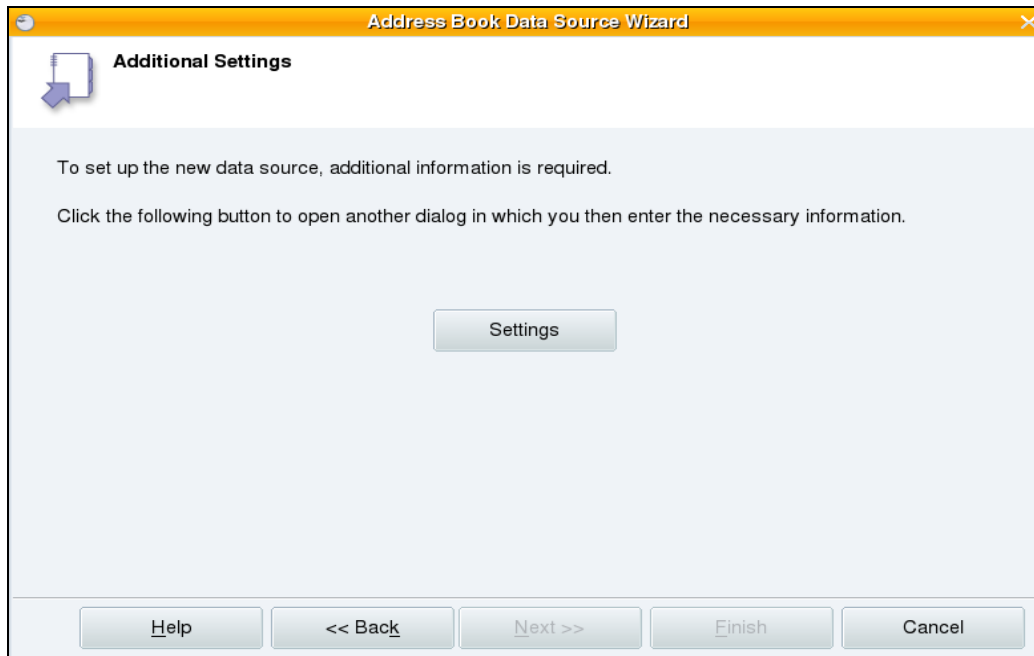 Address Book Data Source Wizard
Additional Settings
To set up the new data source, additional information is required.
Click the following button to open another dialog in which you then enter the necessary information.
Settings
Help
<< Back
Next >>
Finish
Cancel